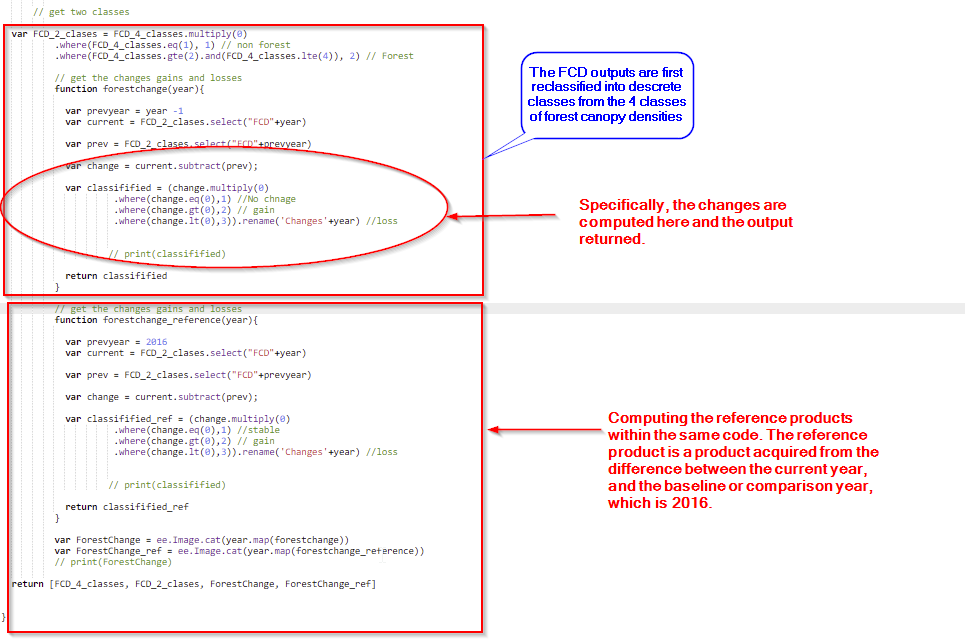 // get two classes
var FCD_2_clases = FCD_4_classes.multiply(0)
.where(FCD_4_classes.eq(1), 1) // non forest
.where(FCD_4_classes.gte(2).and(FCD_4_classes.lte(4)), 2) // Forest
// get the changes gains and losses
function forestchange(year){
var prevyear = year -1
var current = FCD_2_clases.select("FCD"+year)
var prev = FCD_2_clases.select("FCD"+prevyear)
var change = current.subtract(prev);
var classifified = (change.multiply(0)
.where(change.eq(0),1) //No chnage
.where(change.gt(0),2) // gain
.where(change.lt(0),3)).rename('Changes'+year) //loss
// print(classifified)
return classifified
}
The FCD outputs are first
reclassified into descrete
classes from the 4 classes
of forest canopy densities
Specifically, the changes are
computed here and the output
returned.
// get the changes gains and losses
function forestchange_reference(year){
var prevyear = 2016
var current = FCD_2_clases.select("FCD"+year)
var prev = FCD_2_clases.select("FCD"+prevyear)
var change = current.subtract(prev);
var classifified_ref = (change.multiply(0)
.where(change.eq(0),1) //stable
.where(change.gt(0),2) // gain
.where(change.lt(0),3)).rename('Changes'+year) //loss
// print(classifified)
return classifified_ref
}
var ForestChange = ee.Image.cat(year.map(forestchange))
var ForestChange_ref = ee.Image.cat(year.map(forestchange_reference))
// print(ForestChange)
return [FCD_4_classes, FCD_2_clases, ForestChange, ForestChange_ref]
}
Computing the reference products
within the same code. The reference
product is a product acquired from the
difference between the current year,
and the baseline or comparison year,
which is 2016.